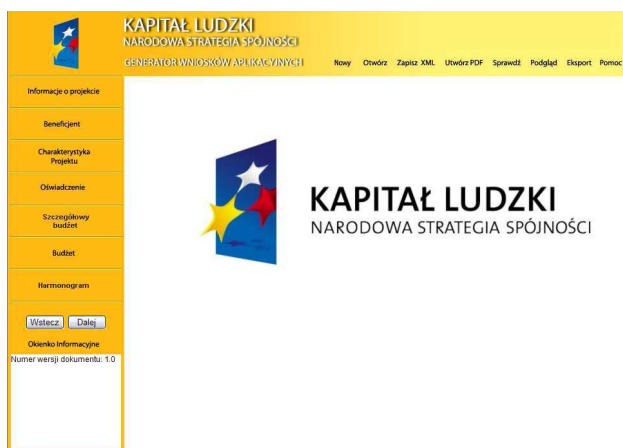 KAPITAŁ LUDZKI
NARODOWA STRATEGIA SPÓJNOŚCI
GENERATOR WNIOSKÓW APLIKACYJNYCH
Nowy Otwórz Zapisz XML Utwórz PDF Sprawdź Podgląd Eksport Pomoc
Informacje o projekcie
Beneficjent
Charakterystyka
Projektu
Oświadczenie
Szczegółowy
budżet
Budżet
Harmonogram
Wstecz Dalej
Okienko Informacyjne
Numer wersji dokumentu: 1.0
KAPITAŁ LUDZKI
NARODOWA STRATEGIA SPÓJNOŚCI